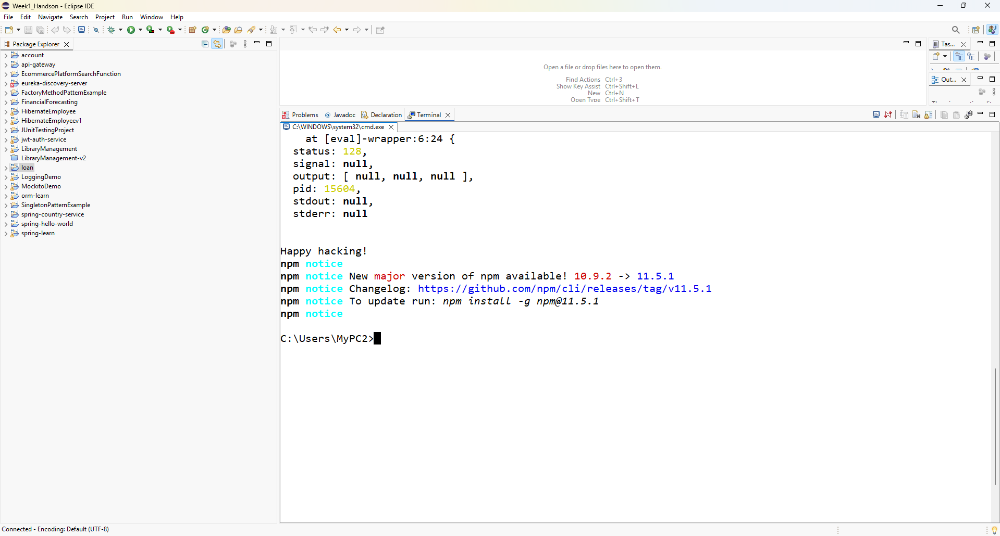 Week1_Handson - Eclipse IDE
File Edit Navigate Search Project Run Window Help
Package Explorer
account
api-gateway
EcommercePlatformSearchFunction
eureka-discovery-server
FactoryMethodPatternExample
FinancialForecasting
HibernateEmployee
HibernateEmployeev1
JUnitTestingProject
jwt-auth-service
LibraryManagement
LibraryManagement-v2
loan
LoggingDemo
MockitoDemo
orm-learn
SingletonPatternExample
spring-country-service
spring-hello-world
spring-learn
Open a file or drop files here to open them.
Find Actions Ctrl+3
Show Key Assist Ctrl+Shift+L
New Ctrl+N
Open Type Ctrl+Shift+T
Tas...
Out...
Problems @ Javadoc Declaration Terminal
C:\WINDOWS\system32\cmd.exe
at [eval]-wrapper:6:24 {
status: 128,
signal: null,
output: [ null, null, null ],
pid: 15604,
stdout: null,
stderr: null
Happy hacking!
npm notice
npm notice New major version of npm available! 10.9.2 -> 11.5.1
npm notice Changelog: https://github.com/npm/cli/releases/tag/v11.5.1
npm notice To update run: npm install -g npm@11.5.1
npm notice
C:\Users\MyPC2>
Connected - Encoding: Default (UTF-8)